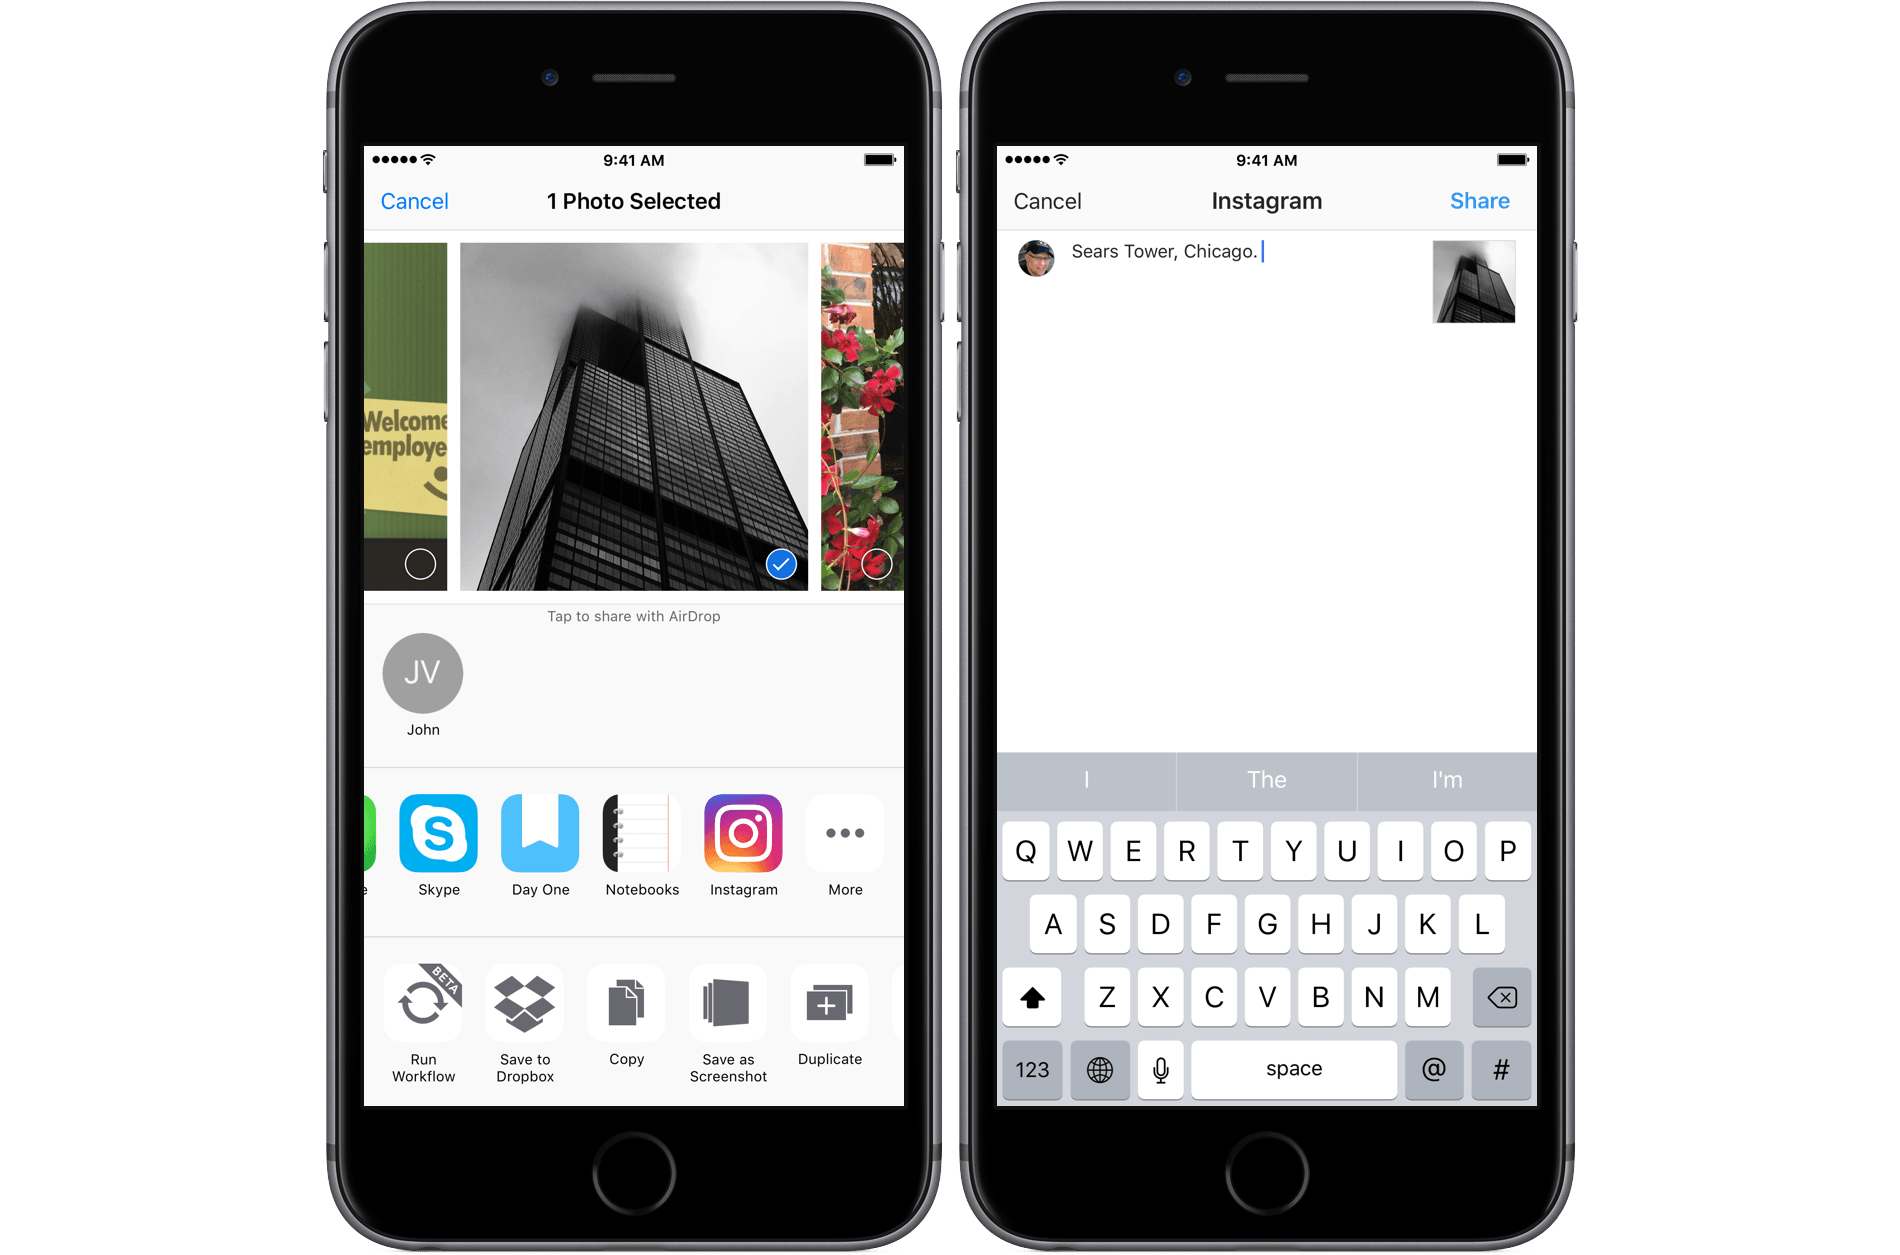 9:41 AM
Cancel
1 Photo Selected
Welcome
employe
Tap to share with AirDrop
JV
John
e
Skype
Day One
Notebooks
Instagram
More
BETA
Run
Workflow
Save to
Dropbox
Copy
Save as
Screenshot
Duplicate
9:41 AM
Cancel
Instagram
Share
Sears Tower, Chicago.
I
The
I'm
Q W E R T Y U I O P
A S D F G H J K L
Z X C V B N M
123
space
@
#